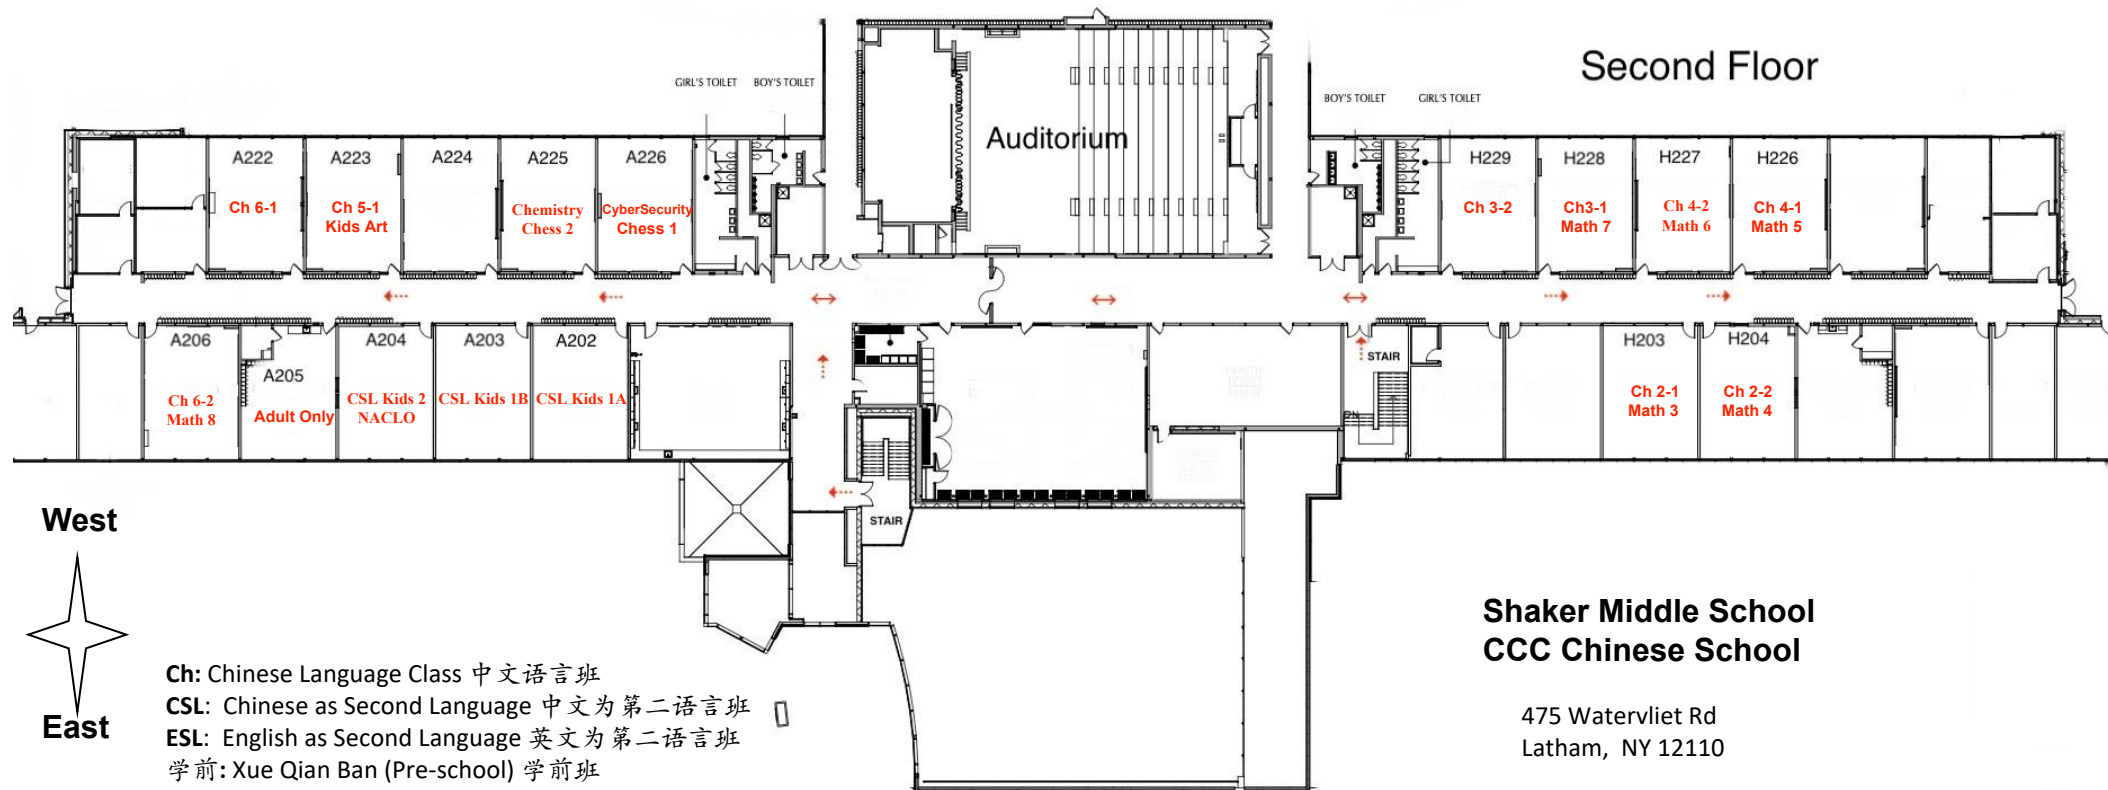 Second Floor
GIRL'S TOILET
BOY'S TOILET
Auditorium
BOY'S TOILET
GIRL'S TOILET
A222
Ch 6-1
A223
Ch 5-1
Kids Art
A224
A225
Chemistry
Chess 2
A226
CyberSecurity
Chess 1
H229
Ch 3-2
H228
Ch3-1
Math 7
H227
Ch 4-2
Math 6
H226
Ch 4-1
Math 5
A206
Ch 6-2
Math 8
A205
Adult Only
A204
CSL Kids 2
NACLO
A203
CSL Kids 1B
A202
CSL Kids 1A
HEALTH
STAIR
DN
H203
Ch 2-1
Math 3
H204
Ch 2-2
Math 4
STAIR
West
East
Ch: Chinese Language Class 中文语言班
CSL: Chinese as Second Language 中文为第二语言班
ESL: English as Second Language 英文为第二语言班
学前: Xue Qian Ban (Pre-school) 学前班
Shaker Middle School
CCC Chinese School
475 Watervliet Rd
Latham, NY 12110